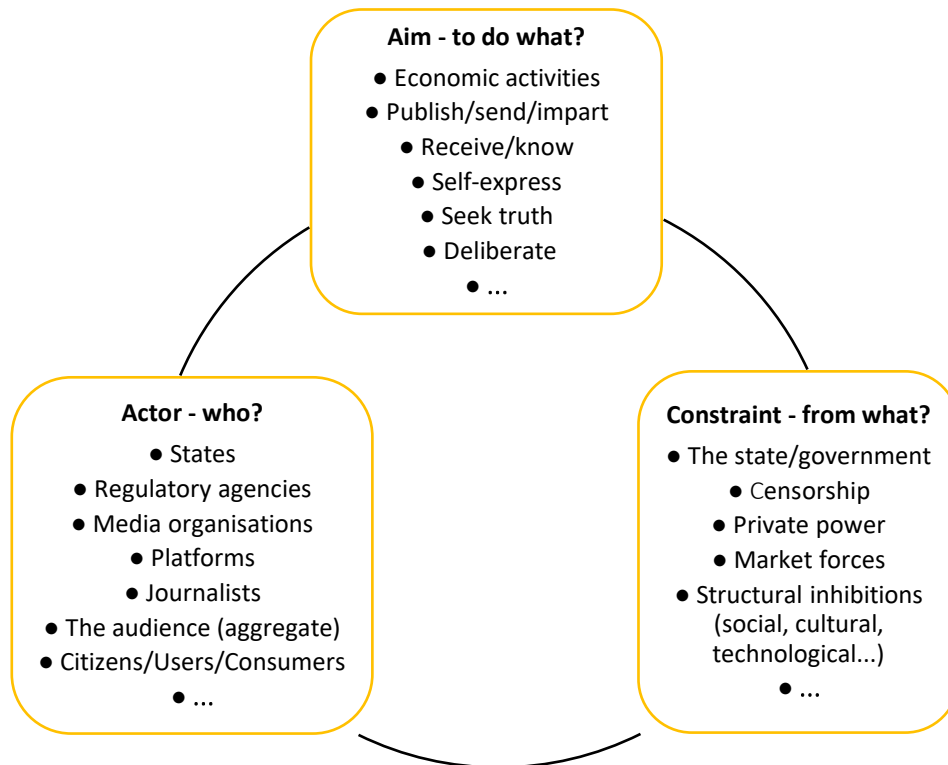 Aim - to do what?
● Economic activities
● Publish/send/impart
● Receive/know
● Self-express
● Seek truth
● Deliberate
● ...
Actor - who?
● States
● Regulatory agencies
● Media organisations
● Platforms
● Journalists
● The audience (aggregate)
● Citizens/Users/Consumers
● ...
Constraint - from what?
● The state/government
● Censorship
● Private power
● Market forces
● Structural inhibitions
(social, cultural,
technological...)
● ...